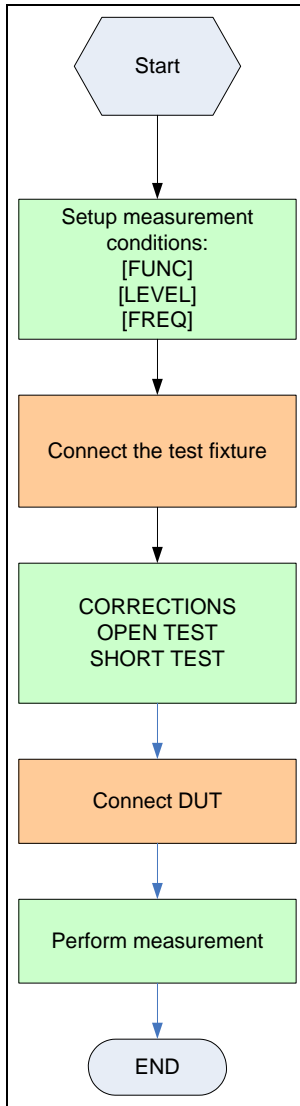 Start
Setup measurement
conditions:
[FUNC]
[LEVEL]
[FREQ]
Connect the test fixture
CORRECTIONS
OPEN TEST
SHORT TEST
Connect DUT
Perform measurement
END